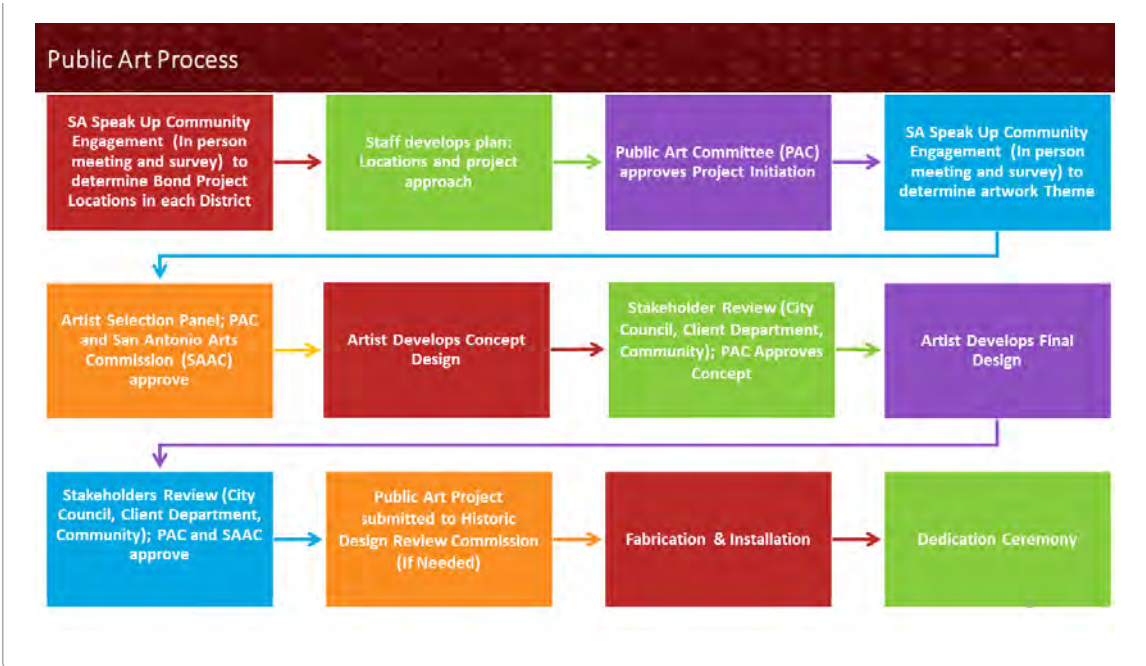 Public Art Process
SA Speak Up Community
Engagement (In person
meeting and survey) to
determine Bond Project
Locations in each District
Staff develops plan:
Locations and project
approach
Public Art Committee (PAC)
approves Project Initiation
SA Speak Up Community
Engagement (In person
meeting and survey) to
determine artwork Theme
Artist Selection Panel; PAC
and San Antonio Arts
Commission (SAAC)
approve
Artist Develops Concept
Design
Stakeholder Review (City
Council, Client Department,
Community); PAC Approves
Concept
Artist Develops Final
Design
Stakeholders Review (City
Council, Client Department,
Community); PAC and SAAC
approve
Public Art Project
submitted to Historic
Design Review Commission
(If Needed)
Fabrication & Installation
Dedication Ceremony